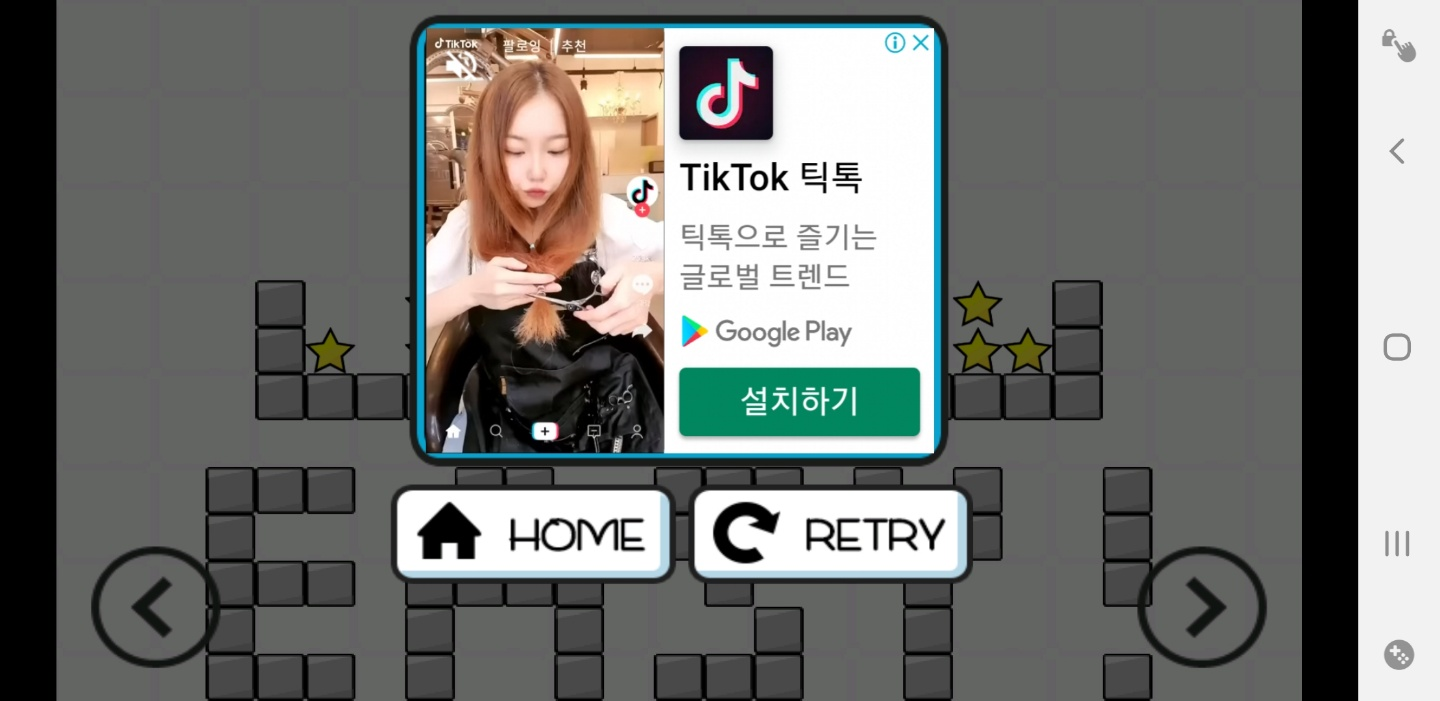 TikTok
팔로잉 | 추천
TikTok 틱톡
틱톡으로 즐기는
글로벌 트렌드
Google Play
설치하기
HOME
RETRY